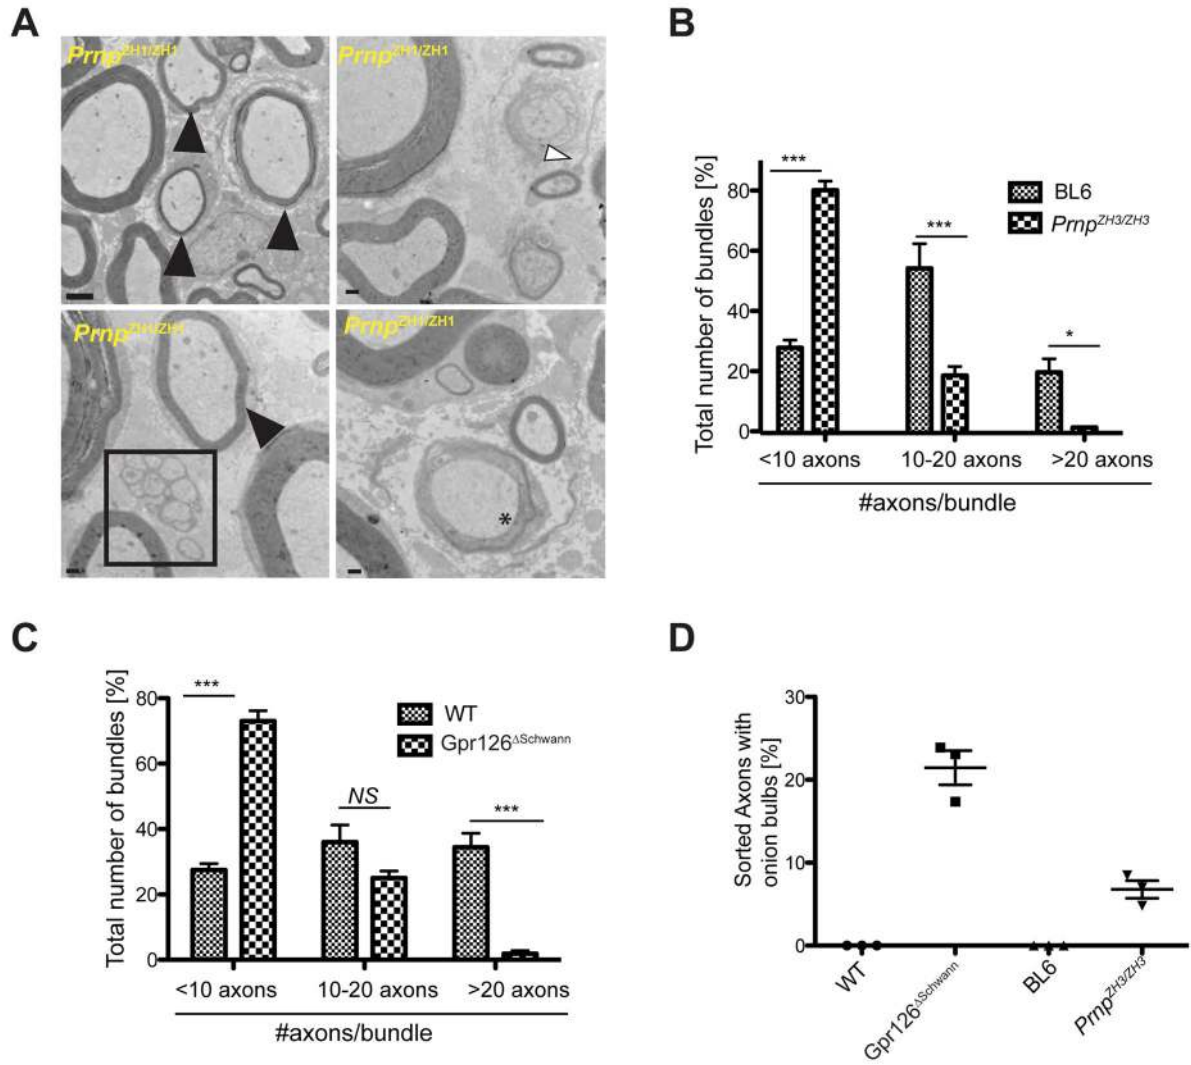 A
Prnp^ZH1/ZH1
Prnp^ZH1/ZH1
Prnp^ZH1/ZH1
Prnp^ZH1/ZH1
*
B
Total number of bundles [%]
80
60
40
20
0
***
***
*
BL6
Prnp^ZH3/ZH3
<10 axons
10-20 axons
>20 axons
#axons/bundle
C
Total number of bundles [%]
80
60
40
20
0
***
NS
***
WT
Gpr126^ΔSchwann
<10 axons
10-20 axons
>20 axons
#axons/bundle
D
Sorted Axons with
onion bulbs [%]
30
20
10
0
WT
Gpr126^ΔSchwann
BL6
Prnp^ZH3/ZH3